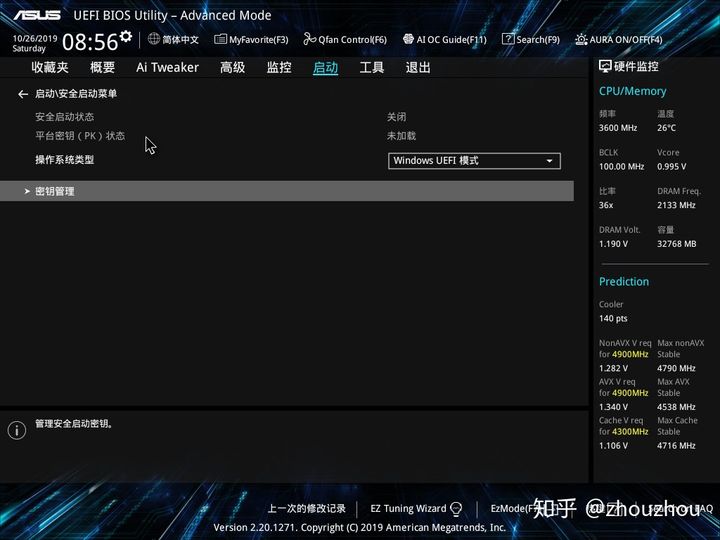 ASUS UEFI BIOS Utility – Advanced Mode
10/26/2019
Saturday
08:56
简体中文
MyFavorite(F3)
Qfan Control(F6)
AI OC Guide(F11)
Search(F9)
AURA ON/OFF(F4)
收藏夹 概要 Ai Tweaker 高级 监控 启动 工具 退出
硬件监控
启动\安全启动菜单
安全启动状态 关闭
平台密钥（PK）状态 未加载
操作系统类型 Windows UEFI 模式
密钥管理
管理安全启动密钥。
CPU/Memory
频率 温度
3600 MHz 26°C
BCLK Vcore
100.00 MHz 0.995 V
比率 DRAM Freq.
36x 2133 MHz
DRAM Volt. 容量
1.190 V 32768 MB
Prediction
Cooler
140 pts
NonAVX V req Max nonAVX
for 4900MHz Stable
1.282 V 4790 MHz
AVX V req Max AVX
for 4900MHz Stable
1.340 V 4538 MHz
Cache V req Max Cache
for 4300MHz Stable
1.106 V 4716 MHz
上一次的修改记录
EZ Tuning Wizard
EzMode(F
AQ
知乎 @zhouzhou
Version 2.20.1271. Copyright (C) 2019 American Megatrends, Inc.